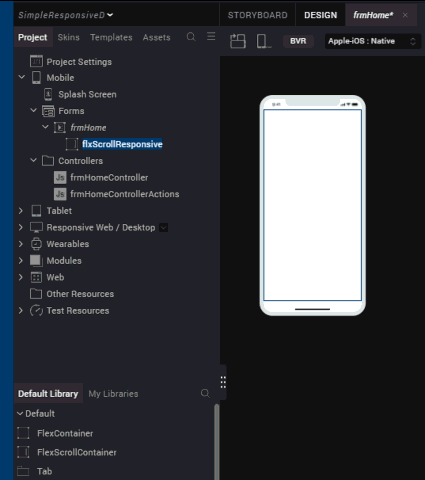 SimpleResponsiveD
STORYBOARD DESIGN frmHome* ×
Project Skins Templates Assets
BVR Apple-iOS : Native
Project Settings
Mobile
Splash Screen
Forms
frmHome
flxScrollResponsive
Controllers
Js frmHomeController
Js frmHomeControllerActions
Tablet
Responsive Web / Desktop
Wearables
Modules
Web
Other Resources
Test Resources
Default Library My Libraries
Default
FlexContainer
FlexScrollContainer
Tab